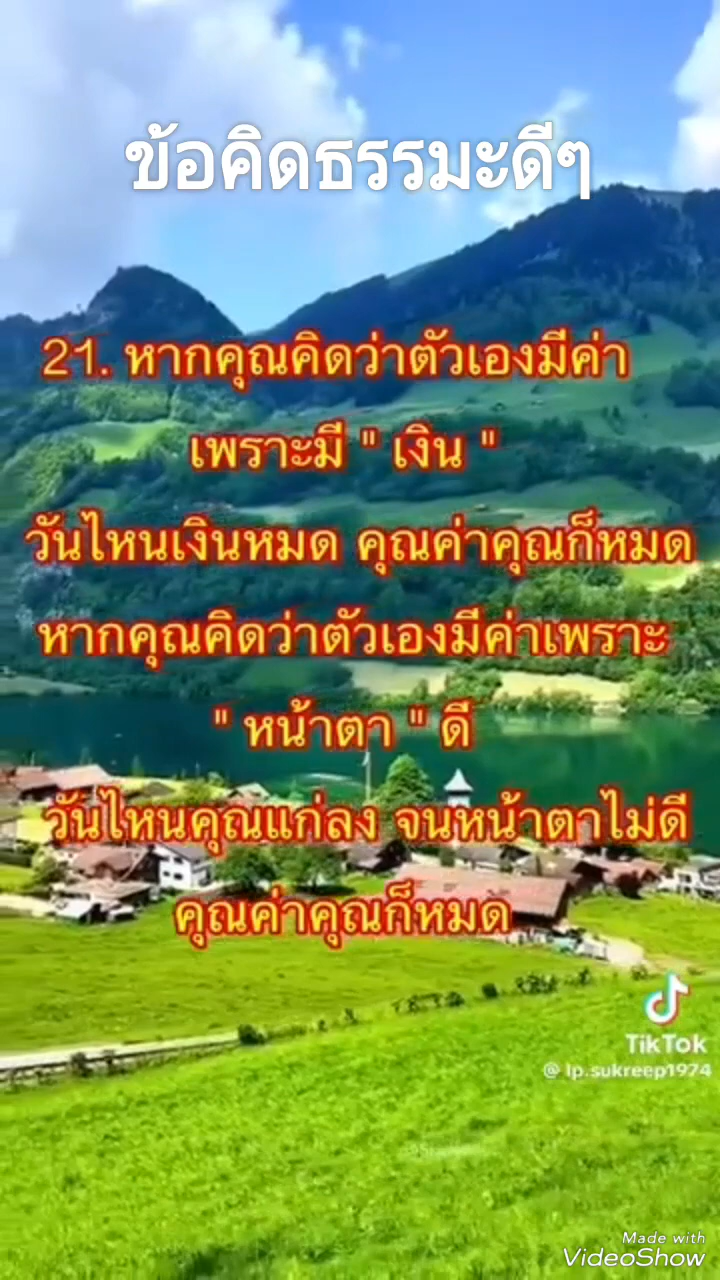 ข้อคิดธรรมะดีๆ
21. หากคุณคิดว่าตัวเองมีค่า
เพราะมี " เงิน "
วันไหนเงินหมด คุณค่าคุณก็หมด
หากคุณคิดว่าตัวเองมีค่าเพราะ
" หน้าตา " ดี
วันไหนคุณแก่ลง จนหน้าตาไม่ดี
คุณค่าคุณก็หมด
TikTok
@ lp.sukreep1974
Made with
VideoShow